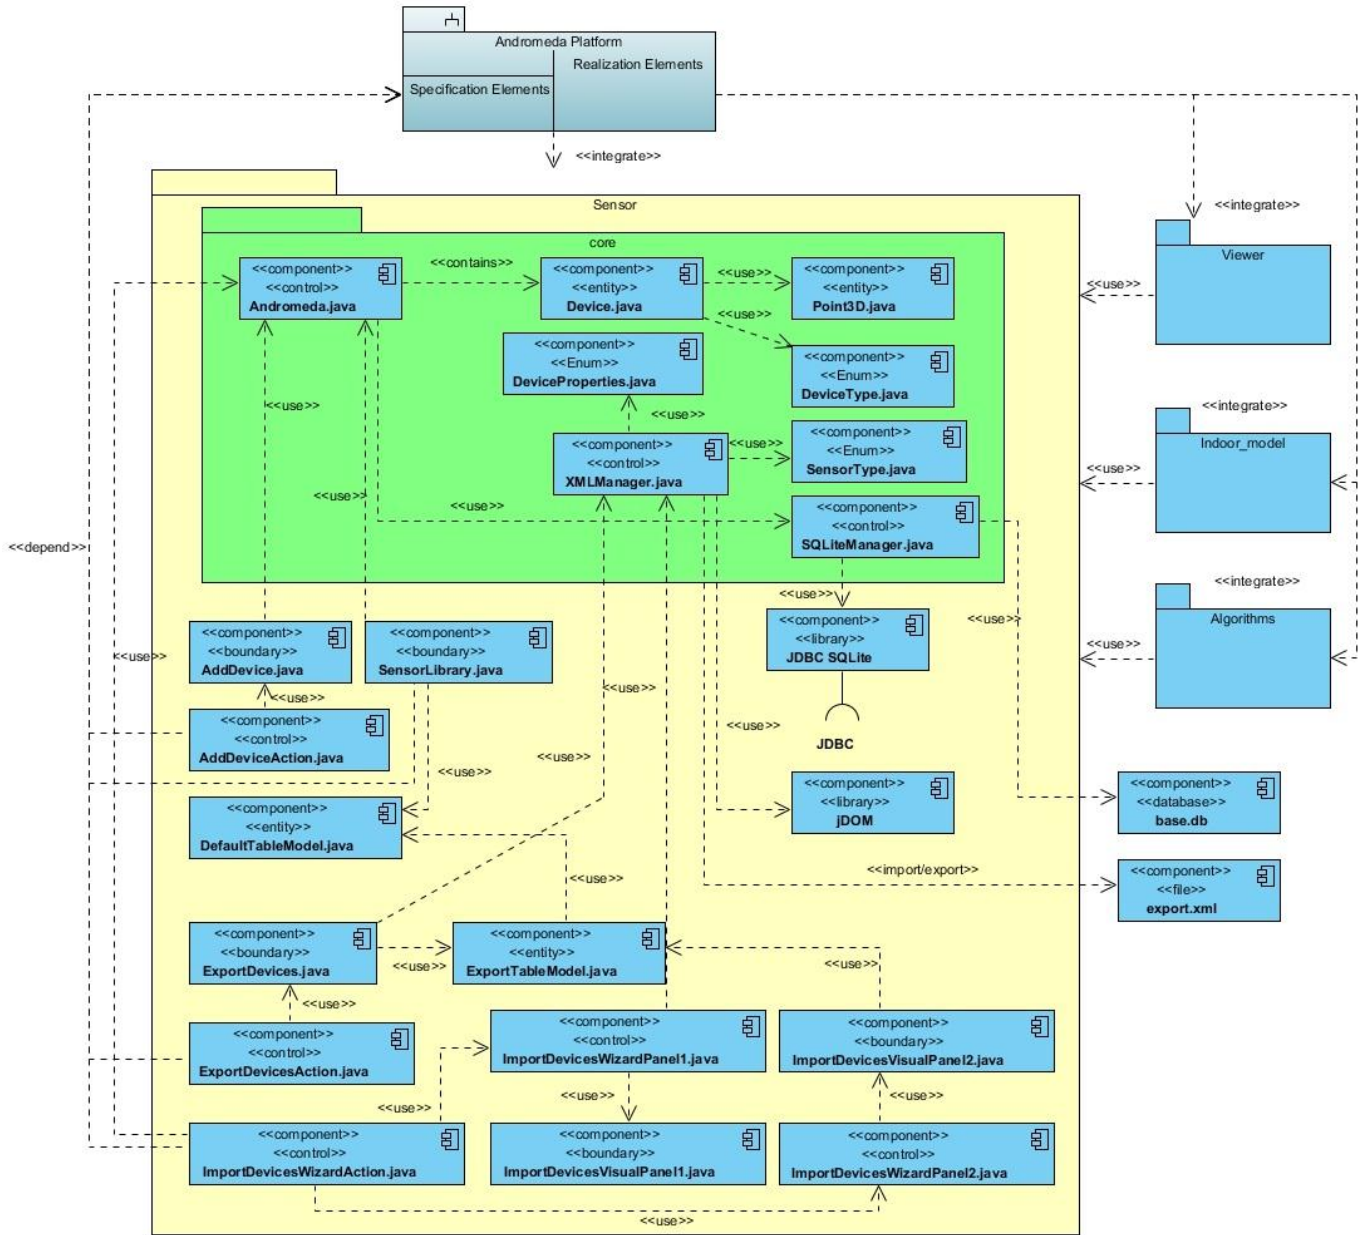 Andromeda Platform
Realization Elements
Specification Elements
<<integrate>>
Sensor
<<integrate>>
core
Viewer
<<component>>
<<control>>
Andromeda.java
<<contains>>
<<component>>
<<entity>>
Device.java
<<use>>
<<component>>
<<entity>>
Point3D.java
<<use>>
<<use>>
<<component>>
<<Enum>>
DeviceProperties.java
<<component>>
<<Enum>>
DeviceType.java
<<use>>
<<use>>
<<integrate>>
<<component>>
<<control>>
XMLManager.java
<<use>>
<<component>>
<<Enum>>
SensorType.java
Indoor_model
<<use>>
<<use>>
<<use>>
<<component>>
<<control>>
SQLiteManager.java
<<depend>>
<<integrate>>
<<use>>
<<use>>
<<component>>
<<library>>
JDBC SQLite
Algorithms
<<use>>
<<use>>
<<component>>
<<boundary>>
AddDevice.java
<<component>>
<<boundary>>
SensorLibrary.java
<<use>>
<<use>>
<<component>>
<<control>>
AddDeviceAction.java
<<use>>
JDBC
<<use>>
<<use>>
<<component>>
<<library>>
jDOM
<<component>>
<<database>>
base.db
<<component>>
<<entity>>
DefaultTableModel.java
<<use>>
<<import/export>>
<<component>>
<<file>>
export.xml
<<component>>
<<boundary>>
ExportDevices.java
<<use>>
<<component>>
<<entity>>
ExportTableModel.java
<<use>>
<<use>>
<<component>>
<<control>>
ExportDevicesAction.java
<<component>>
<<control>>
ImportDevicesWizardPanel1.java
<<component>>
<<boundary>>
ImportDevicesVisualPanel2.java
<<use>>
<<use>>
<<use>>
<<component>>
<<control>>
ImportDevicesWizardAction.java
<<component>>
<<boundary>>
ImportDevicesVisualPanel1.java
<<component>>
<<control>>
ImportDevicesWizardPanel2.java
<<use>>